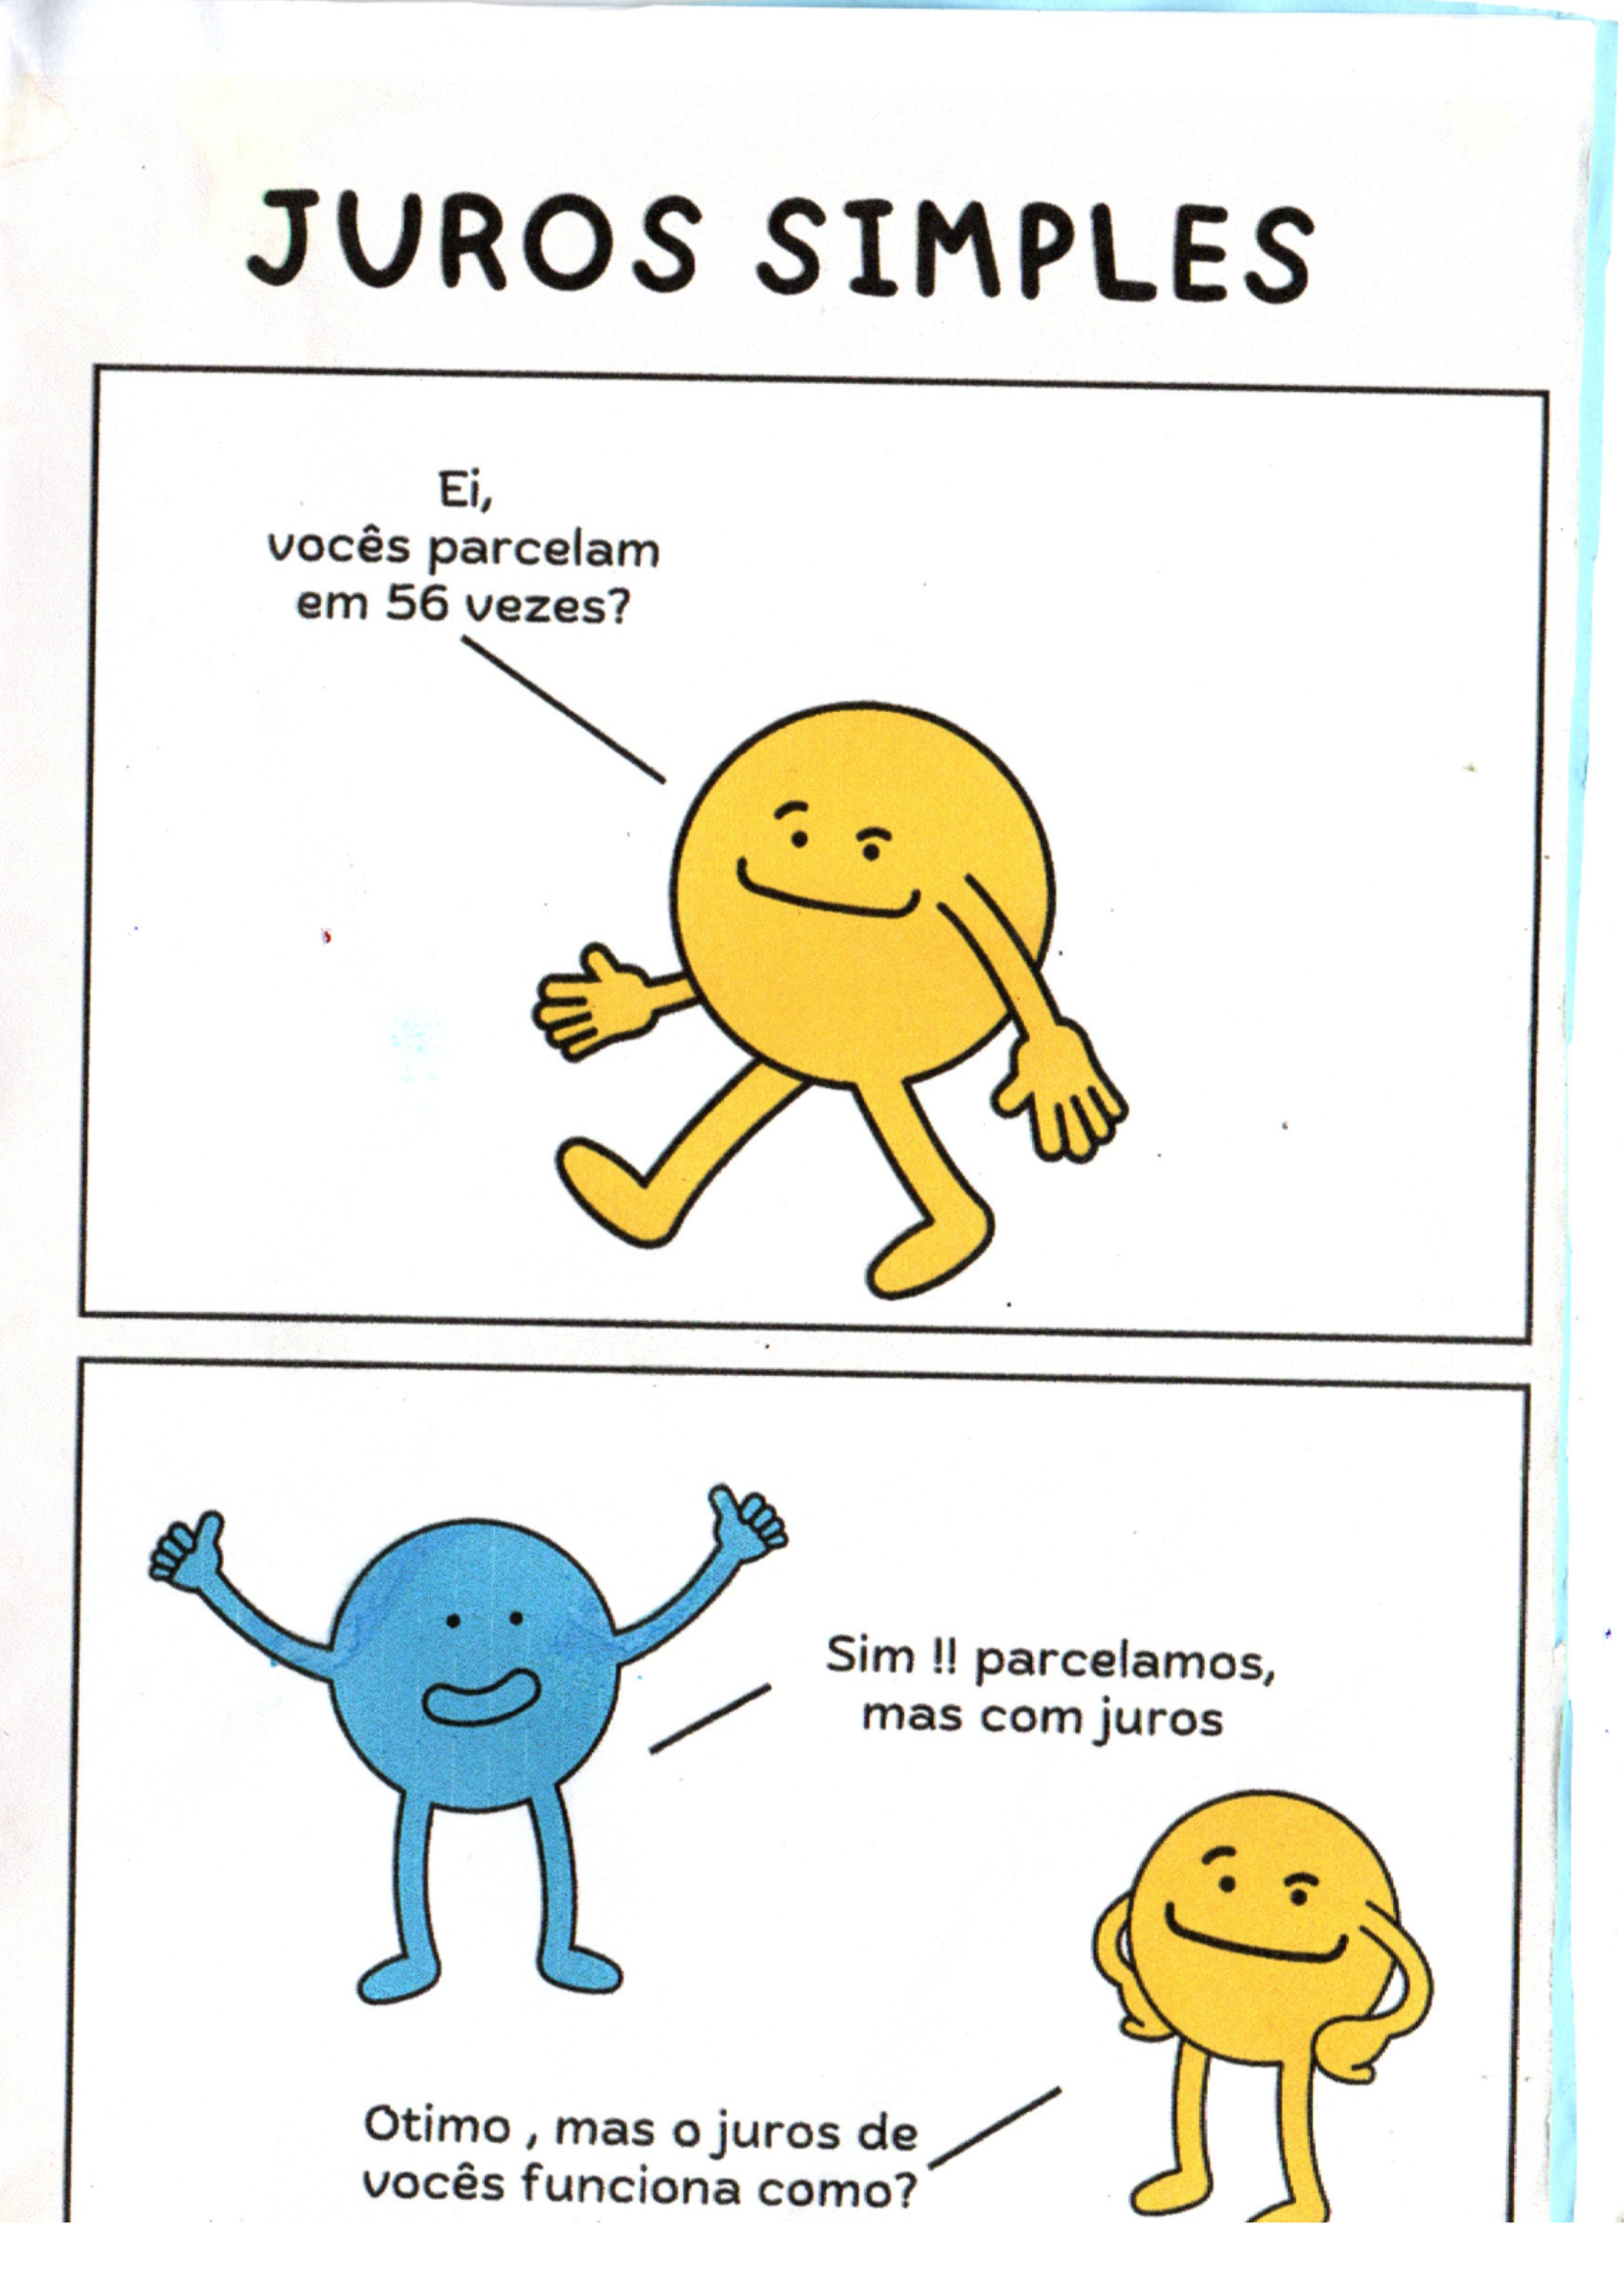 JUROS SIMPLES
Ei,
vocês parcelam
em 56 vezes?
Sim !! parcelamos,
mas com juros
Otimo , mas o juros de
vocês funciona como?